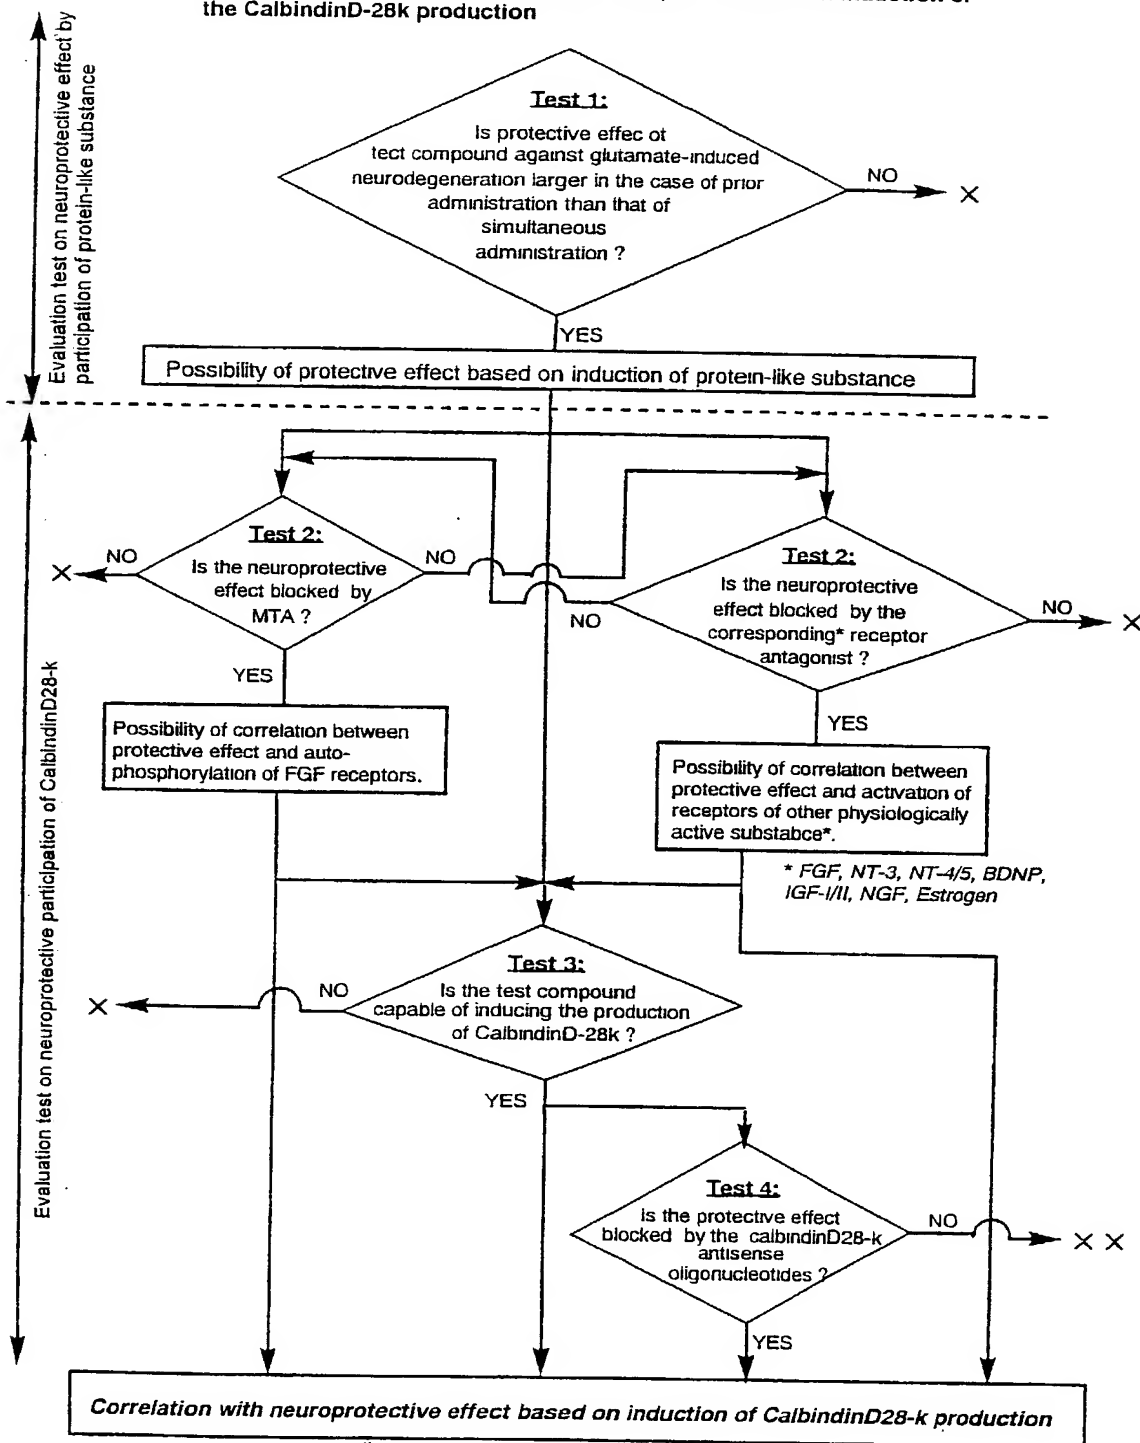 the CalbindinD-28k production
Evaluation test on neuroprotective effect by
participation of protein-like substance
Test 1:
Is protective effec ot
tect compound against glutamate-induced
neurodegeneration larger in the case of prior
administration than that of
simultaneous
administration ?
NO
X
YES
Possibility of protective effect based on induction of protein-like substance
Evaluation test on neuroprotective participation of CalbindinD28-k
Test 2:
Is the neuroprotective
effect blocked by
MTA ?
NO
X
NO
YES
Test 2:
Is the neuroprotective
effect blocked by the
corresponding* receptor
antagonist ?
NO
NO
X
YES
Possibility of correlation between
protective effect and auto-
phosphorylation of FGF receptors.
Possibility of correlation between
protective effect and activation of
receptors of other physiologically
active substabce*.
* FGF, NT-3, NT-4/5, BDNP,
IGF-I/II, NGF, Estrogen
Test 3:
Is the test compound
capable of inducing the production
of CalbindinD-28k ?
NO
X
YES
Test 4:
Is the protective effect
blocked by the calbindinD28-k
antisense
oligonucleotides ?
NO
X X
YES
Correlation with neuroprotective effect based on induction of CalbindinD28-k production